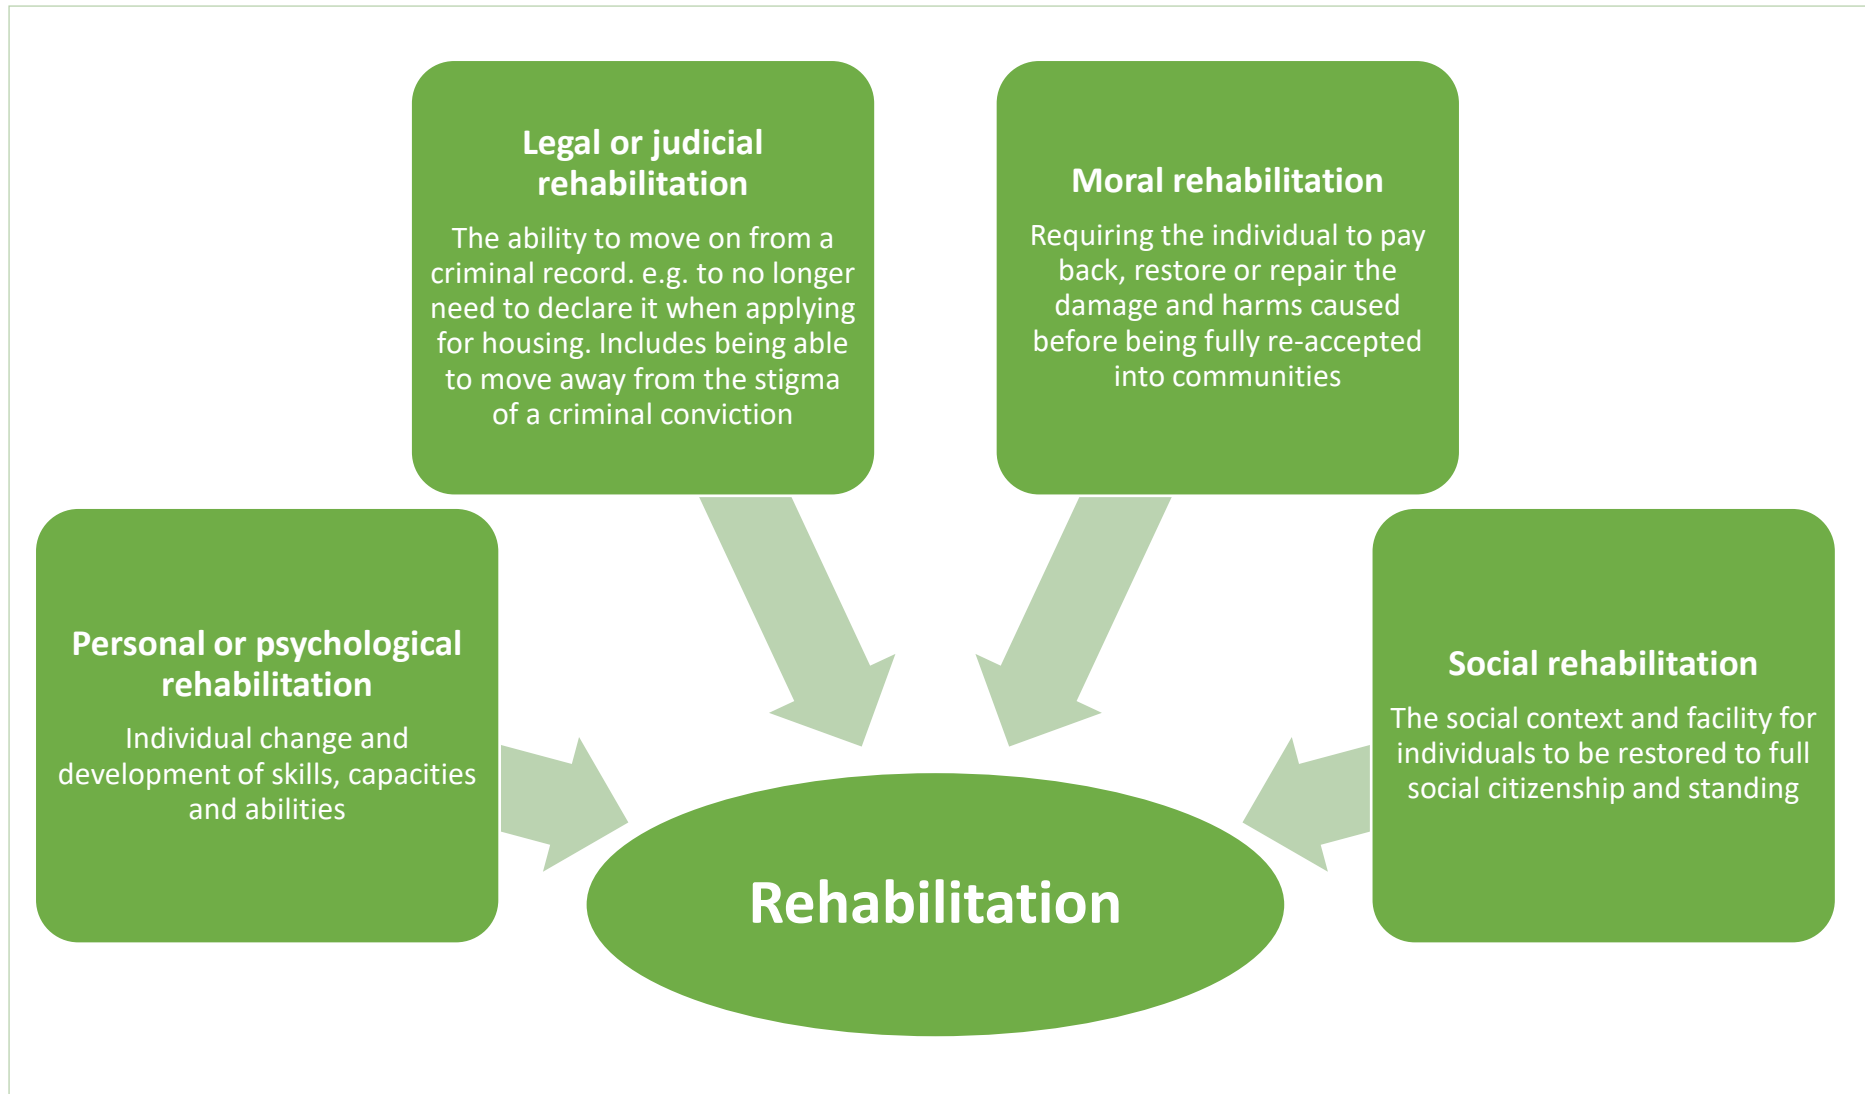 Legal or judicial
rehabilitation
The ability to move on from a
criminal record. e.g. to no longer
need to declare it when applying
for housing. Includes being able
to move away from the stigma
of a criminal conviction
Moral rehabilitation
Requiring the individual to pay
back, restore or repair the
damage and harms caused
before being fully re-accepted
into communities
Personal or psychological
rehabilitation
Individual change and
development of skills, capacities
and abilities
Social rehabilitation
The social context and facility for
individuals to be restored to full
social citizenship and standing
Rehabilitation